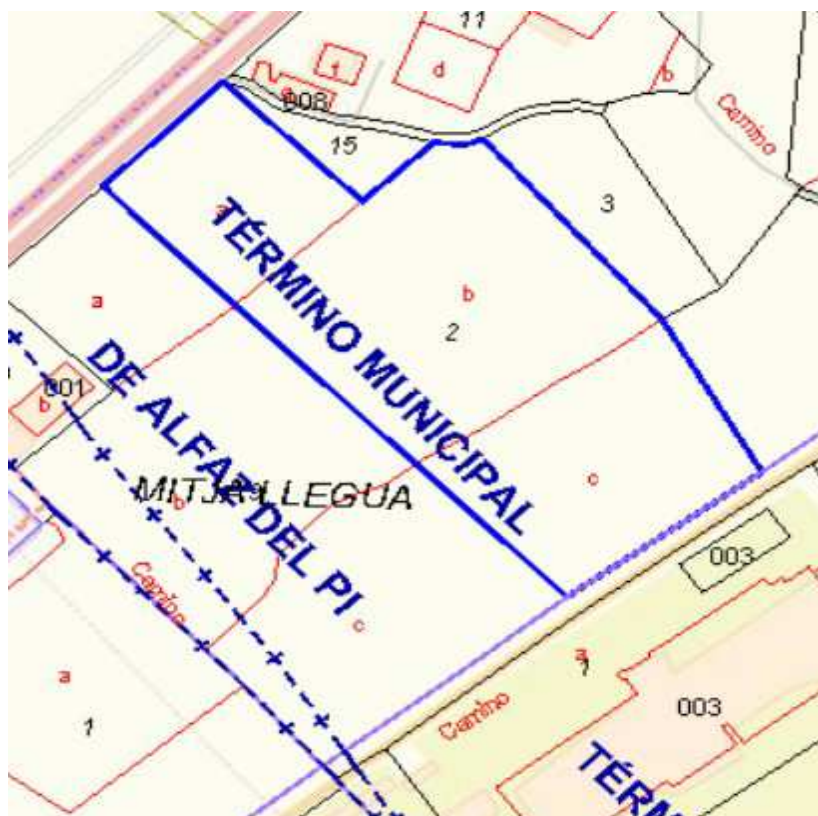 11
f
d
b
008
Camino
15
3
a
TÉRMINO MUNICIPAL
b
a
2
DE ALFAZ DEL PI
001
b
c
MITJA LLEGUA
b
003
Camino
c
a
1
a
003
Camino
1
TÉRM